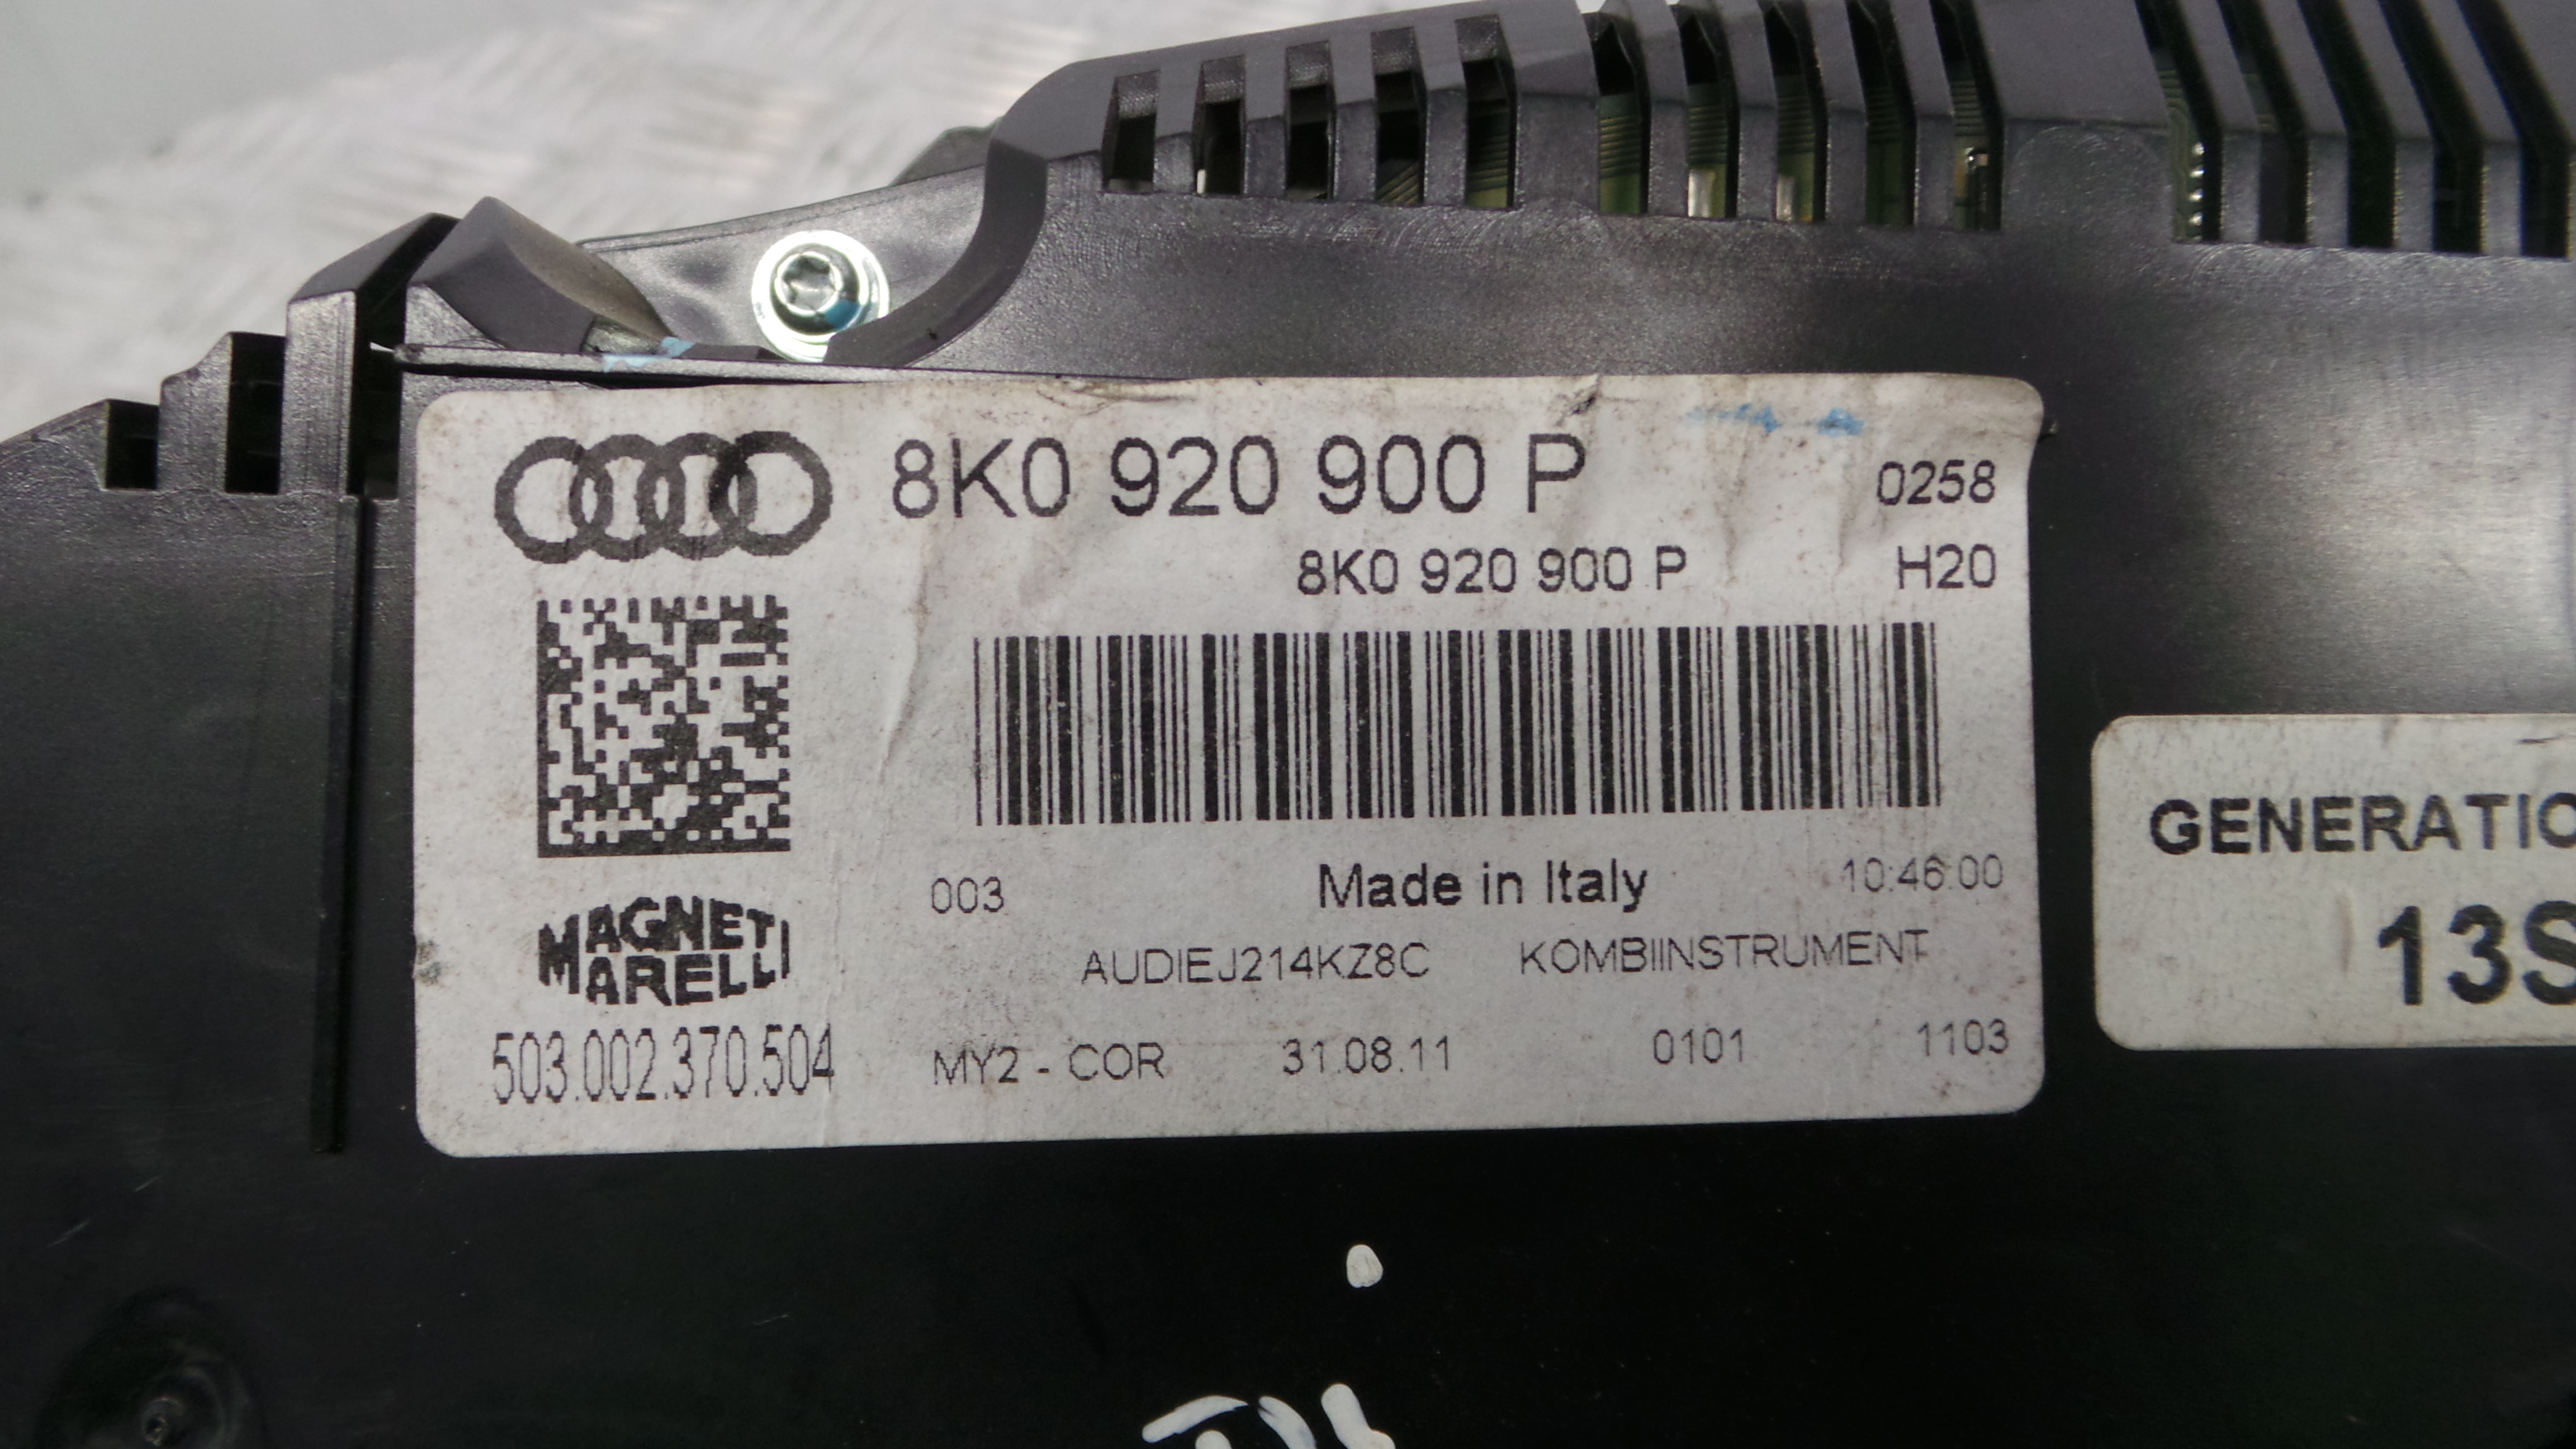 8K0 920 900 P 0258
8K0 920 900 P H20
003 Made in Italy 10:46:00
MAGNETI
MARELLI
AUDIEJ214KZ8C KOMBIINSTRUMENT
503.002.370.504 MY2 - COR 31.08.11 0101 1103
GENERATIO
13S